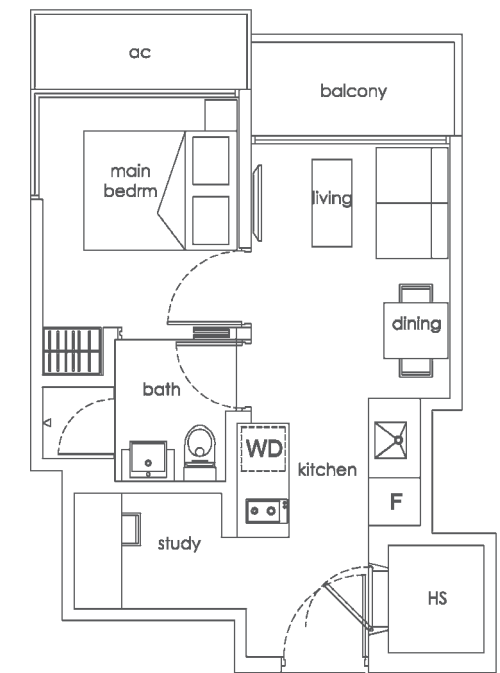 ac
balcony
main
bedrm
living
dining
bath
WD
kitchen
F
study
HS